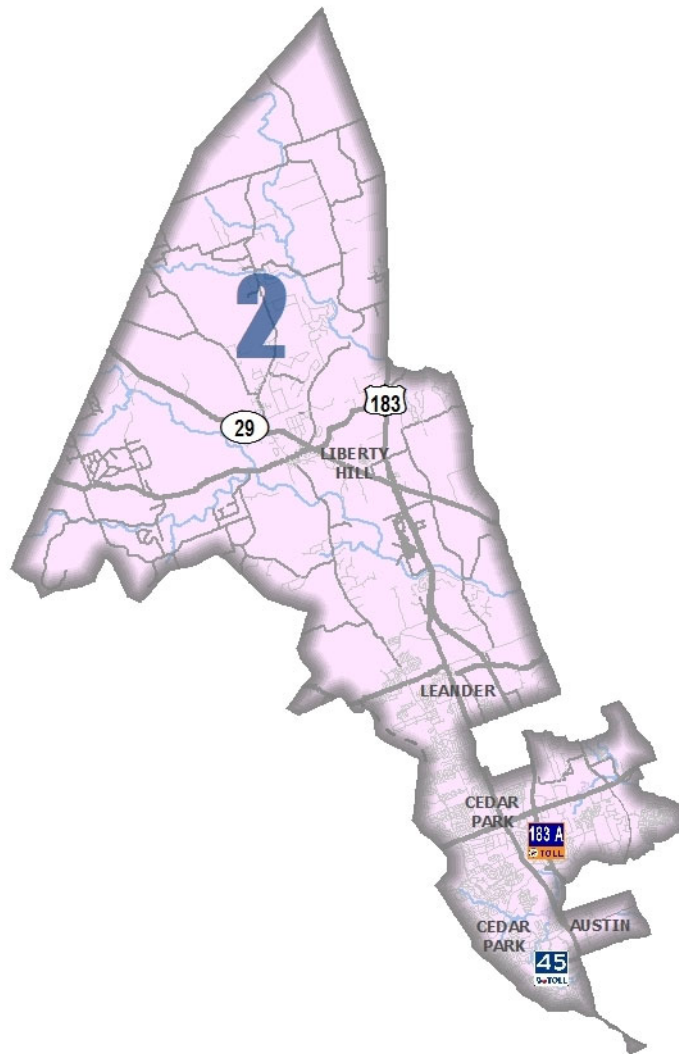 2
183
29
LIBERTY
HILL
LEANDER
CEDAR
PARK
183 A
TOLL
CEDAR
PARK
AUSTIN
45
TOLL